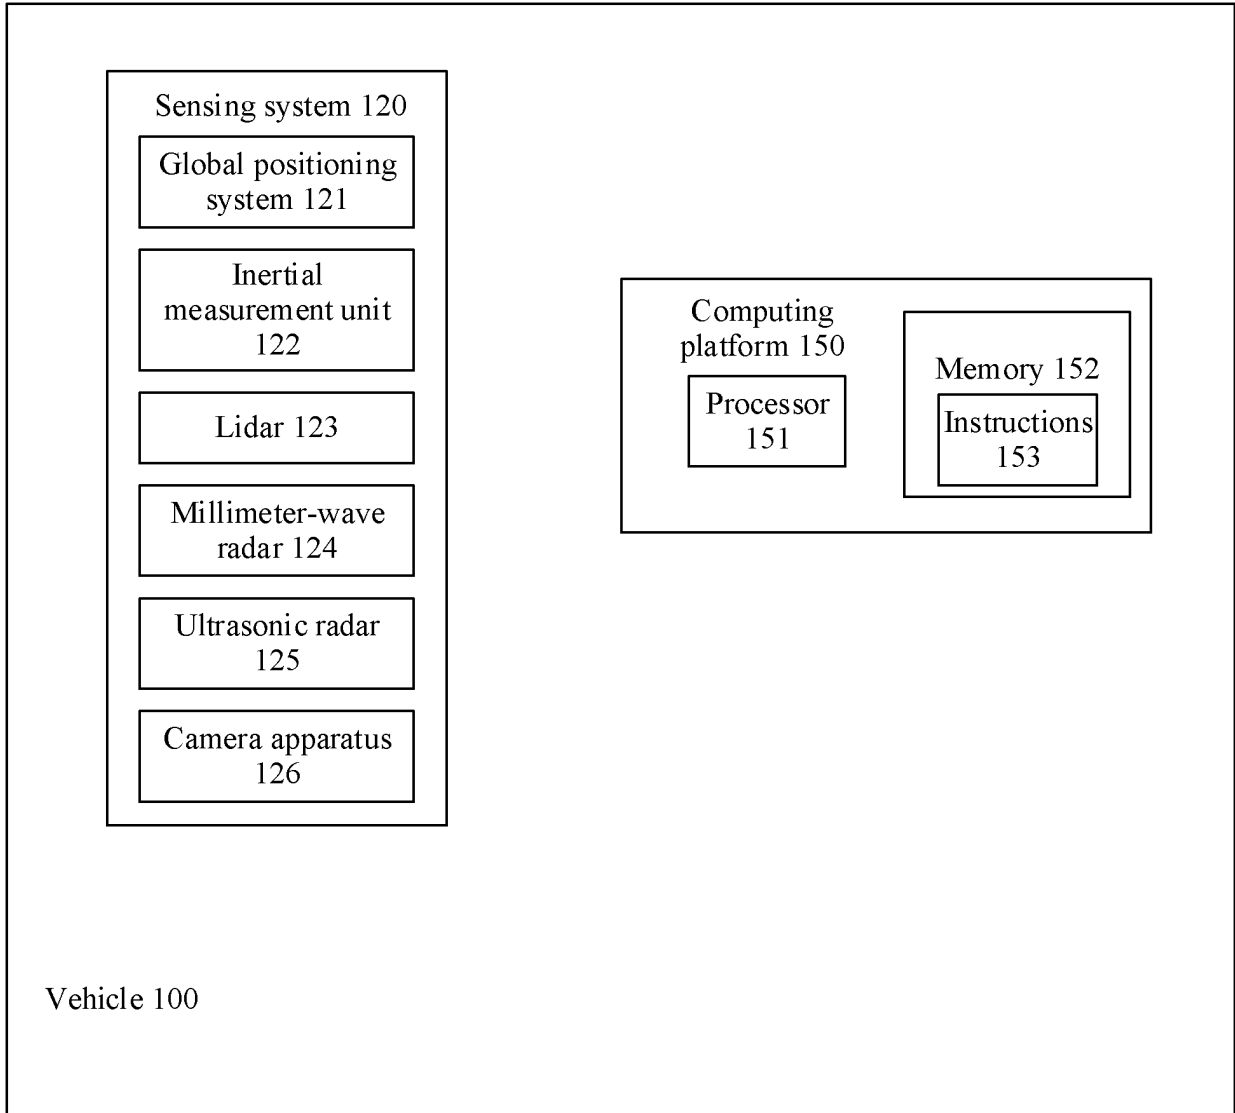 Sensing system 120
Global positioning
system 121
Inertial
measurement unit
122
Lidar 123
Millimeter-wave
radar 124
Ultrasonic radar
125
Camera apparatus
126
Computing
platform 150
Processor
151
Memory 152
Instructions
153
Vehicle 100